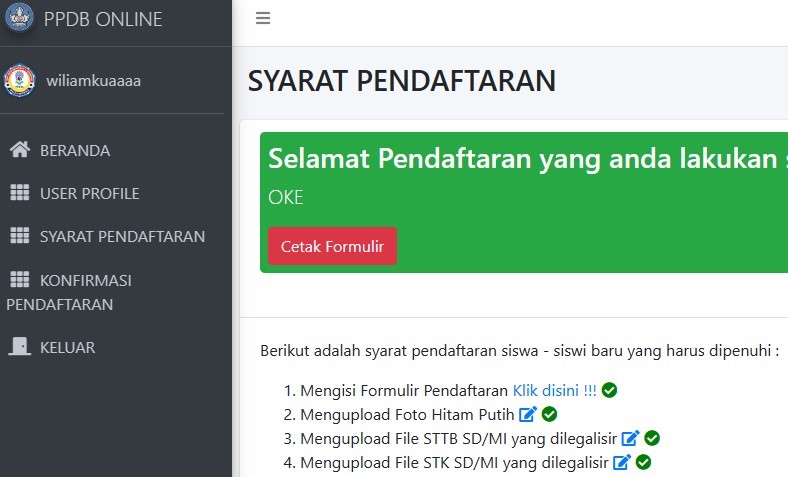 PPDB ONLINE
wiliamkuaaaa
BERANDA
USER PROFILE
SYARAT PENDAFTARAN
KONFIRMASI
PENDAFTARAN
KELUAR
SYARAT PENDAFTARAN
Selamat Pendaftaran yang anda lakukan
OKE
Cetak Formulir
Berikut adalah syarat pendaftaran siswa - siswi baru yang harus dipenuhi :
1. Mengisi Formulir Pendaftaran Klik disini !!!
2. Mengupload Foto Hitam Putih
3. Mengupload File STTB SD/MI yang dilegalisir
4. Mengupload File STK SD/MI yang dilegalisir